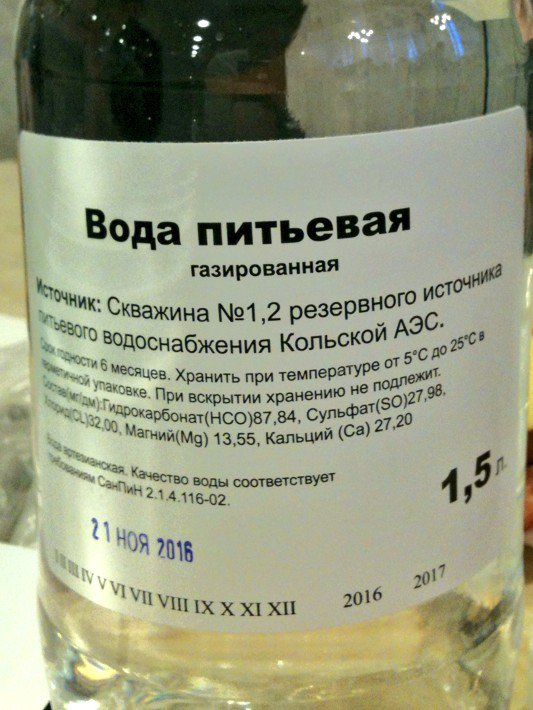 Вода питьевая
газированная
Источник: Скважина №1,2 резервного источника
питьевого водоснабжения Кольской АЭС.
Срок годности 6 месяцев. Хранить при температуре от 5°С до 25°С в
герметичной упаковке. При вскрытии хранению не подлежит.
Состав(мг/дм):Гидрокарбонат(HCO)87,84, Сульфат(SO)27,98,
Хлорид(CL)32,00, Магний(Mg) 13,55, Кальций (Ca) 27,20
Вода артезианская. Качество воды соответствует
требованиям СанПиН 2.1.4.116-02.
1,5 л.
21 НОЯ 2016
I II III IV V VI VII VIII IX X XI XII 2016 2017